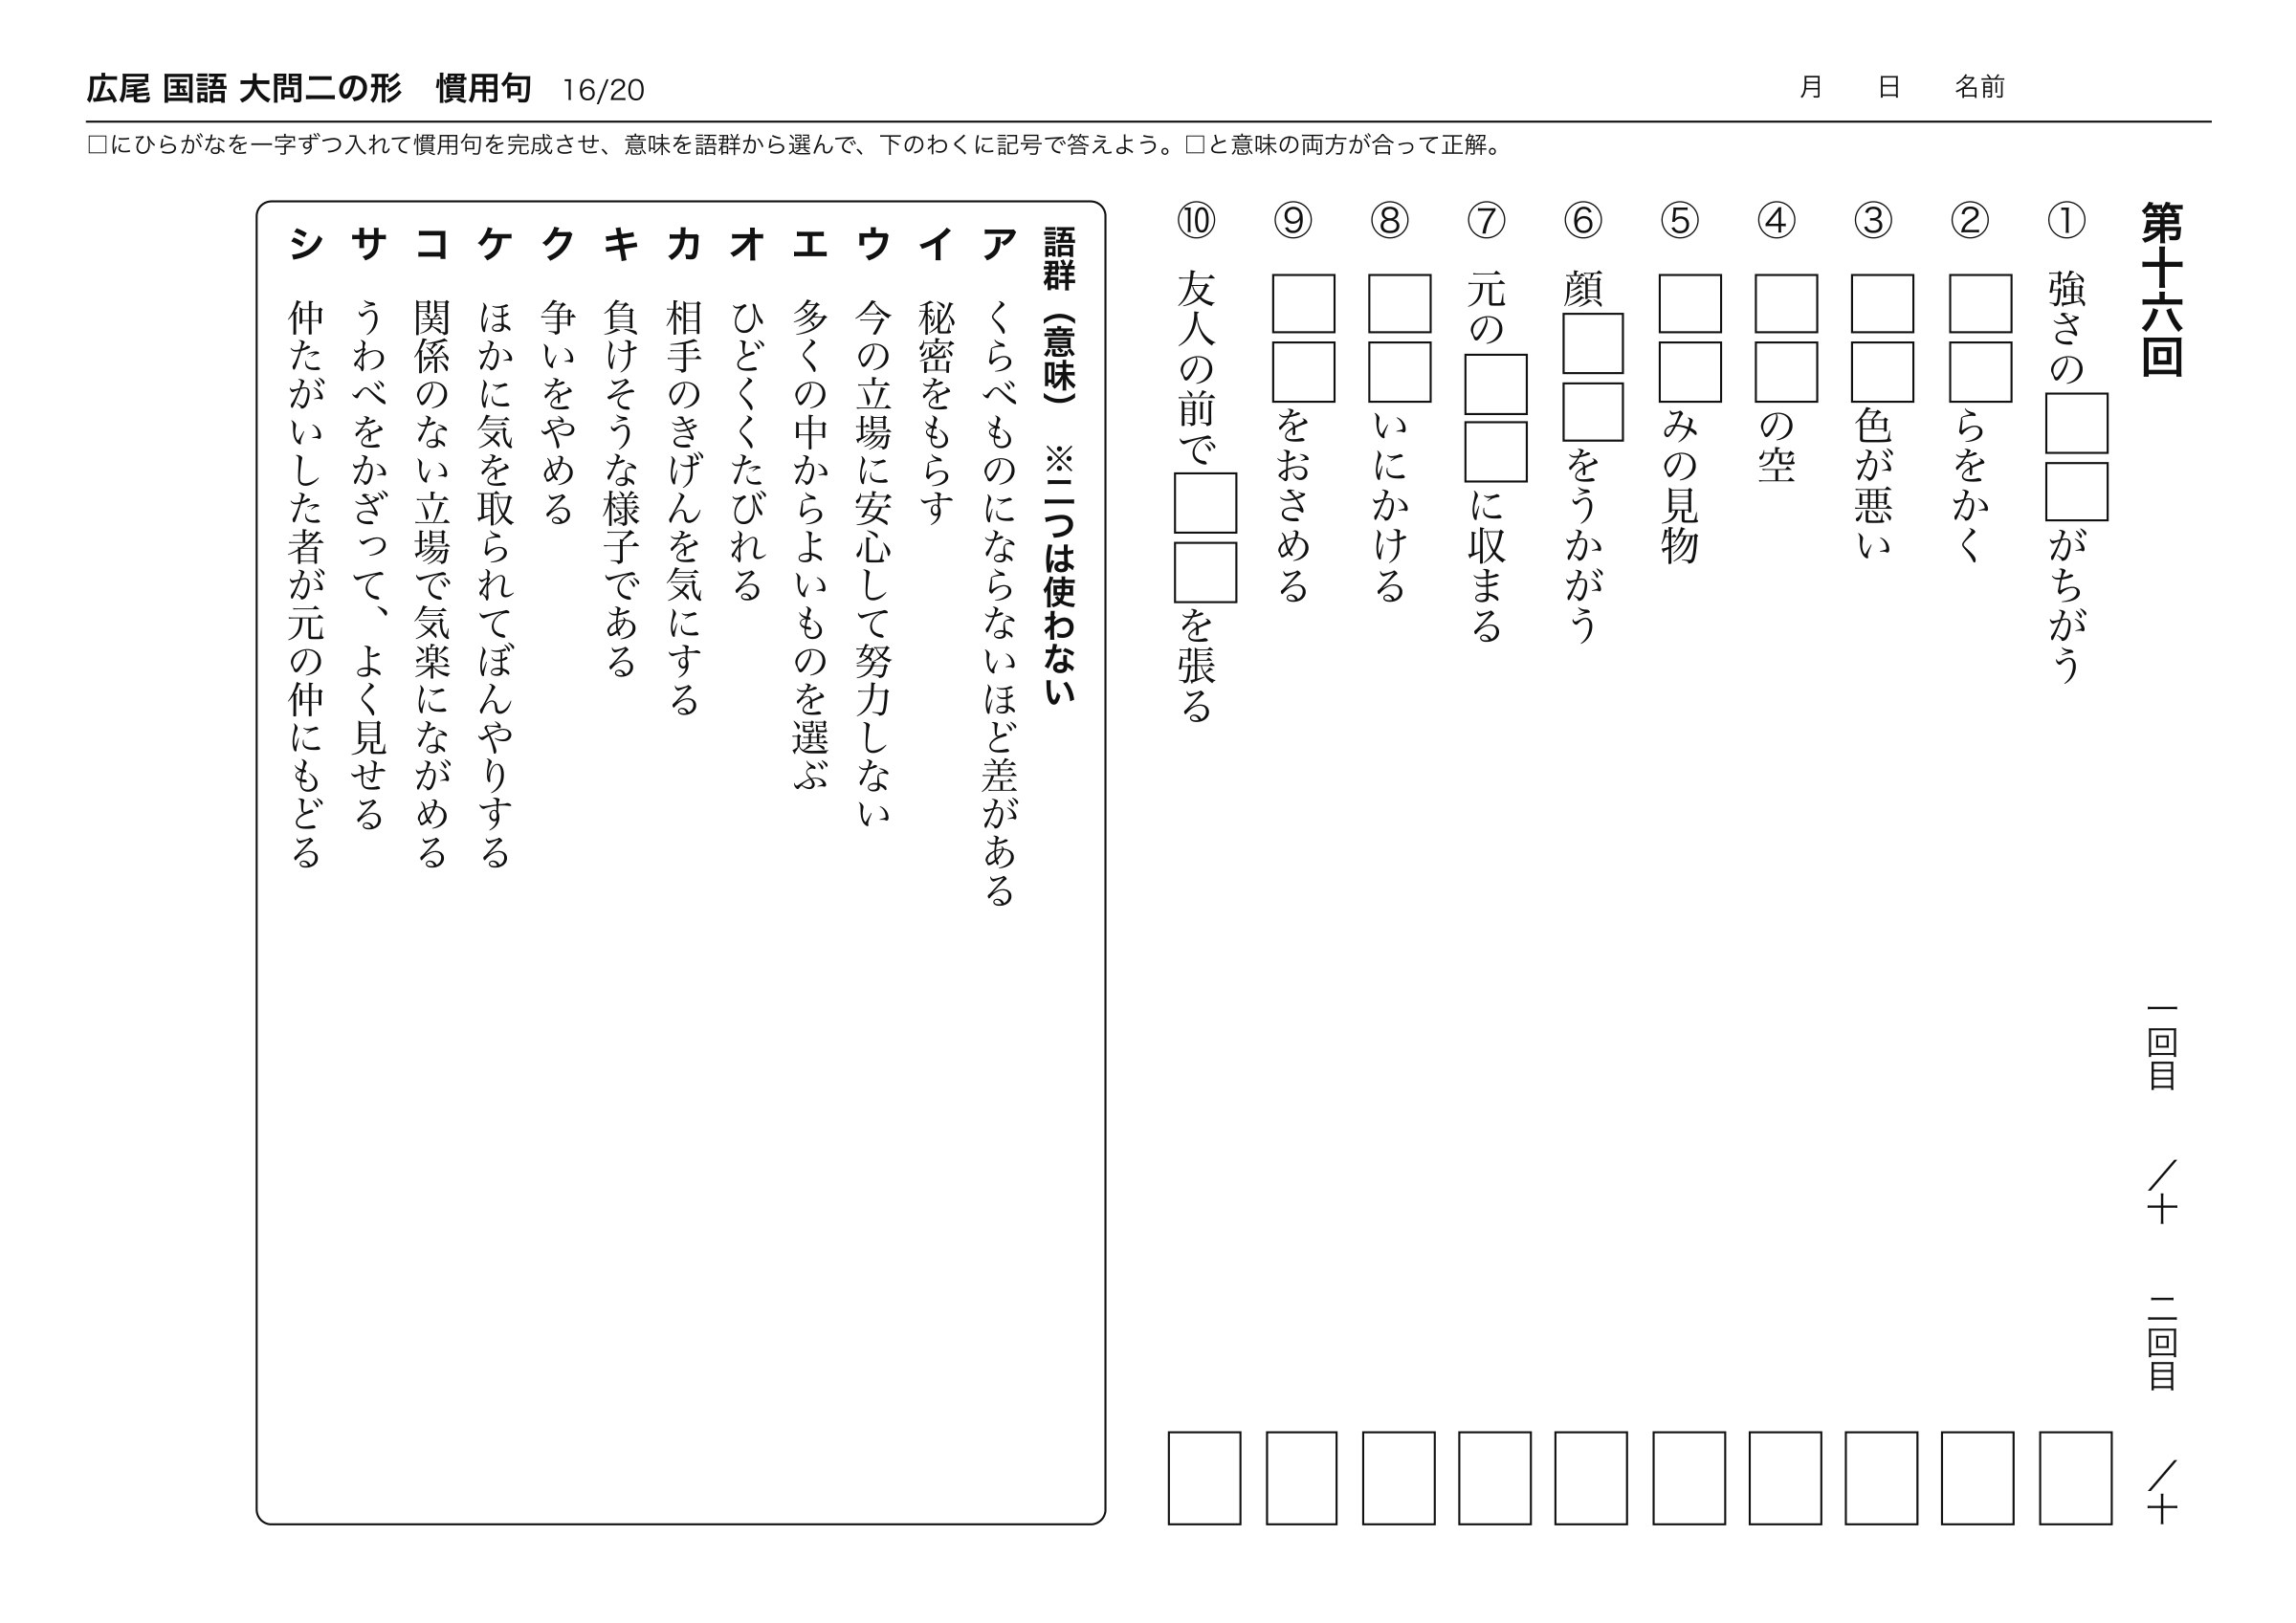 広尾 国語 大問二の形　慣用句　16/20
月　日　名前
□にひらがなを一字ずつ入れて慣用句を完成させ、意味を語群から選んで、下のわくに記号で答えよう。□と意味の両方が合って正解。
第十六回　一回目　／十　二回目　／十
① 強さの□□がちがう
② □□らをかく
③ □□色が悪い
④ □□の空
⑤ □□みの見物
⑥ 顔□□をうかがう
⑦ 元の□□に収まる
⑧ □□いにかける
⑨ □□をおさめる
⑩ 友人の前で□□を張る
語群（意味）　※二つは使わない
ア　くらべものにならないほど差がある
イ　秘密をもらす
ウ　今の立場に安心して努力しない
エ　多くの中からよいものを選ぶ
オ　ひどくくたびれる
カ　相手のきげんを気にする
キ　負けそうな様子である
ク　争いをやめる
ケ　ほかに気を取られてぼんやりする
コ　関係のない立場で気楽にながめる
サ　うわべをかざって、よく見せる
シ　仲たがいした者が元の仲にもどる